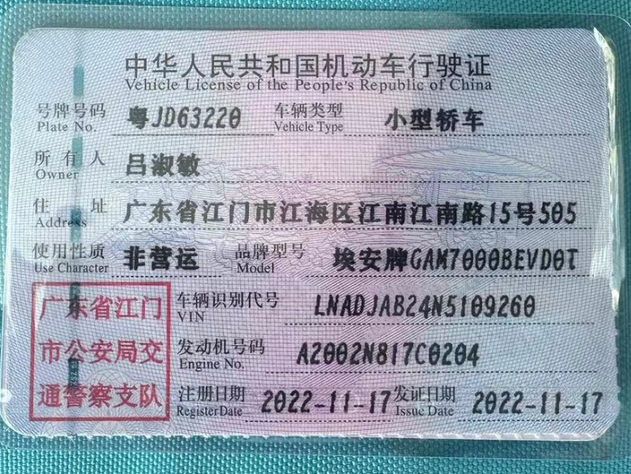 中华人民共和国机动车行驶证
Vehicle License of the People's Republic of China
号牌号码 粤JD63220 车辆类型 小型轿车
Plate No. Vehicle Type
所有人 吕淑敏
Owner
住址 广东省江门市江海区江南江南路15号505
Address
使用性质 非营运 品牌型号 埃安牌GAM7000BEVD0T
Use Character Model
广东省江门 车辆识别代号 LNADJAB24N5109260
VIN
市公安局交 发动机号码 A2002N817C0204
Engine No.
通警察支队 注册日期 2022-11-17 发证日期 2022-11-17
Register Date Issue Date